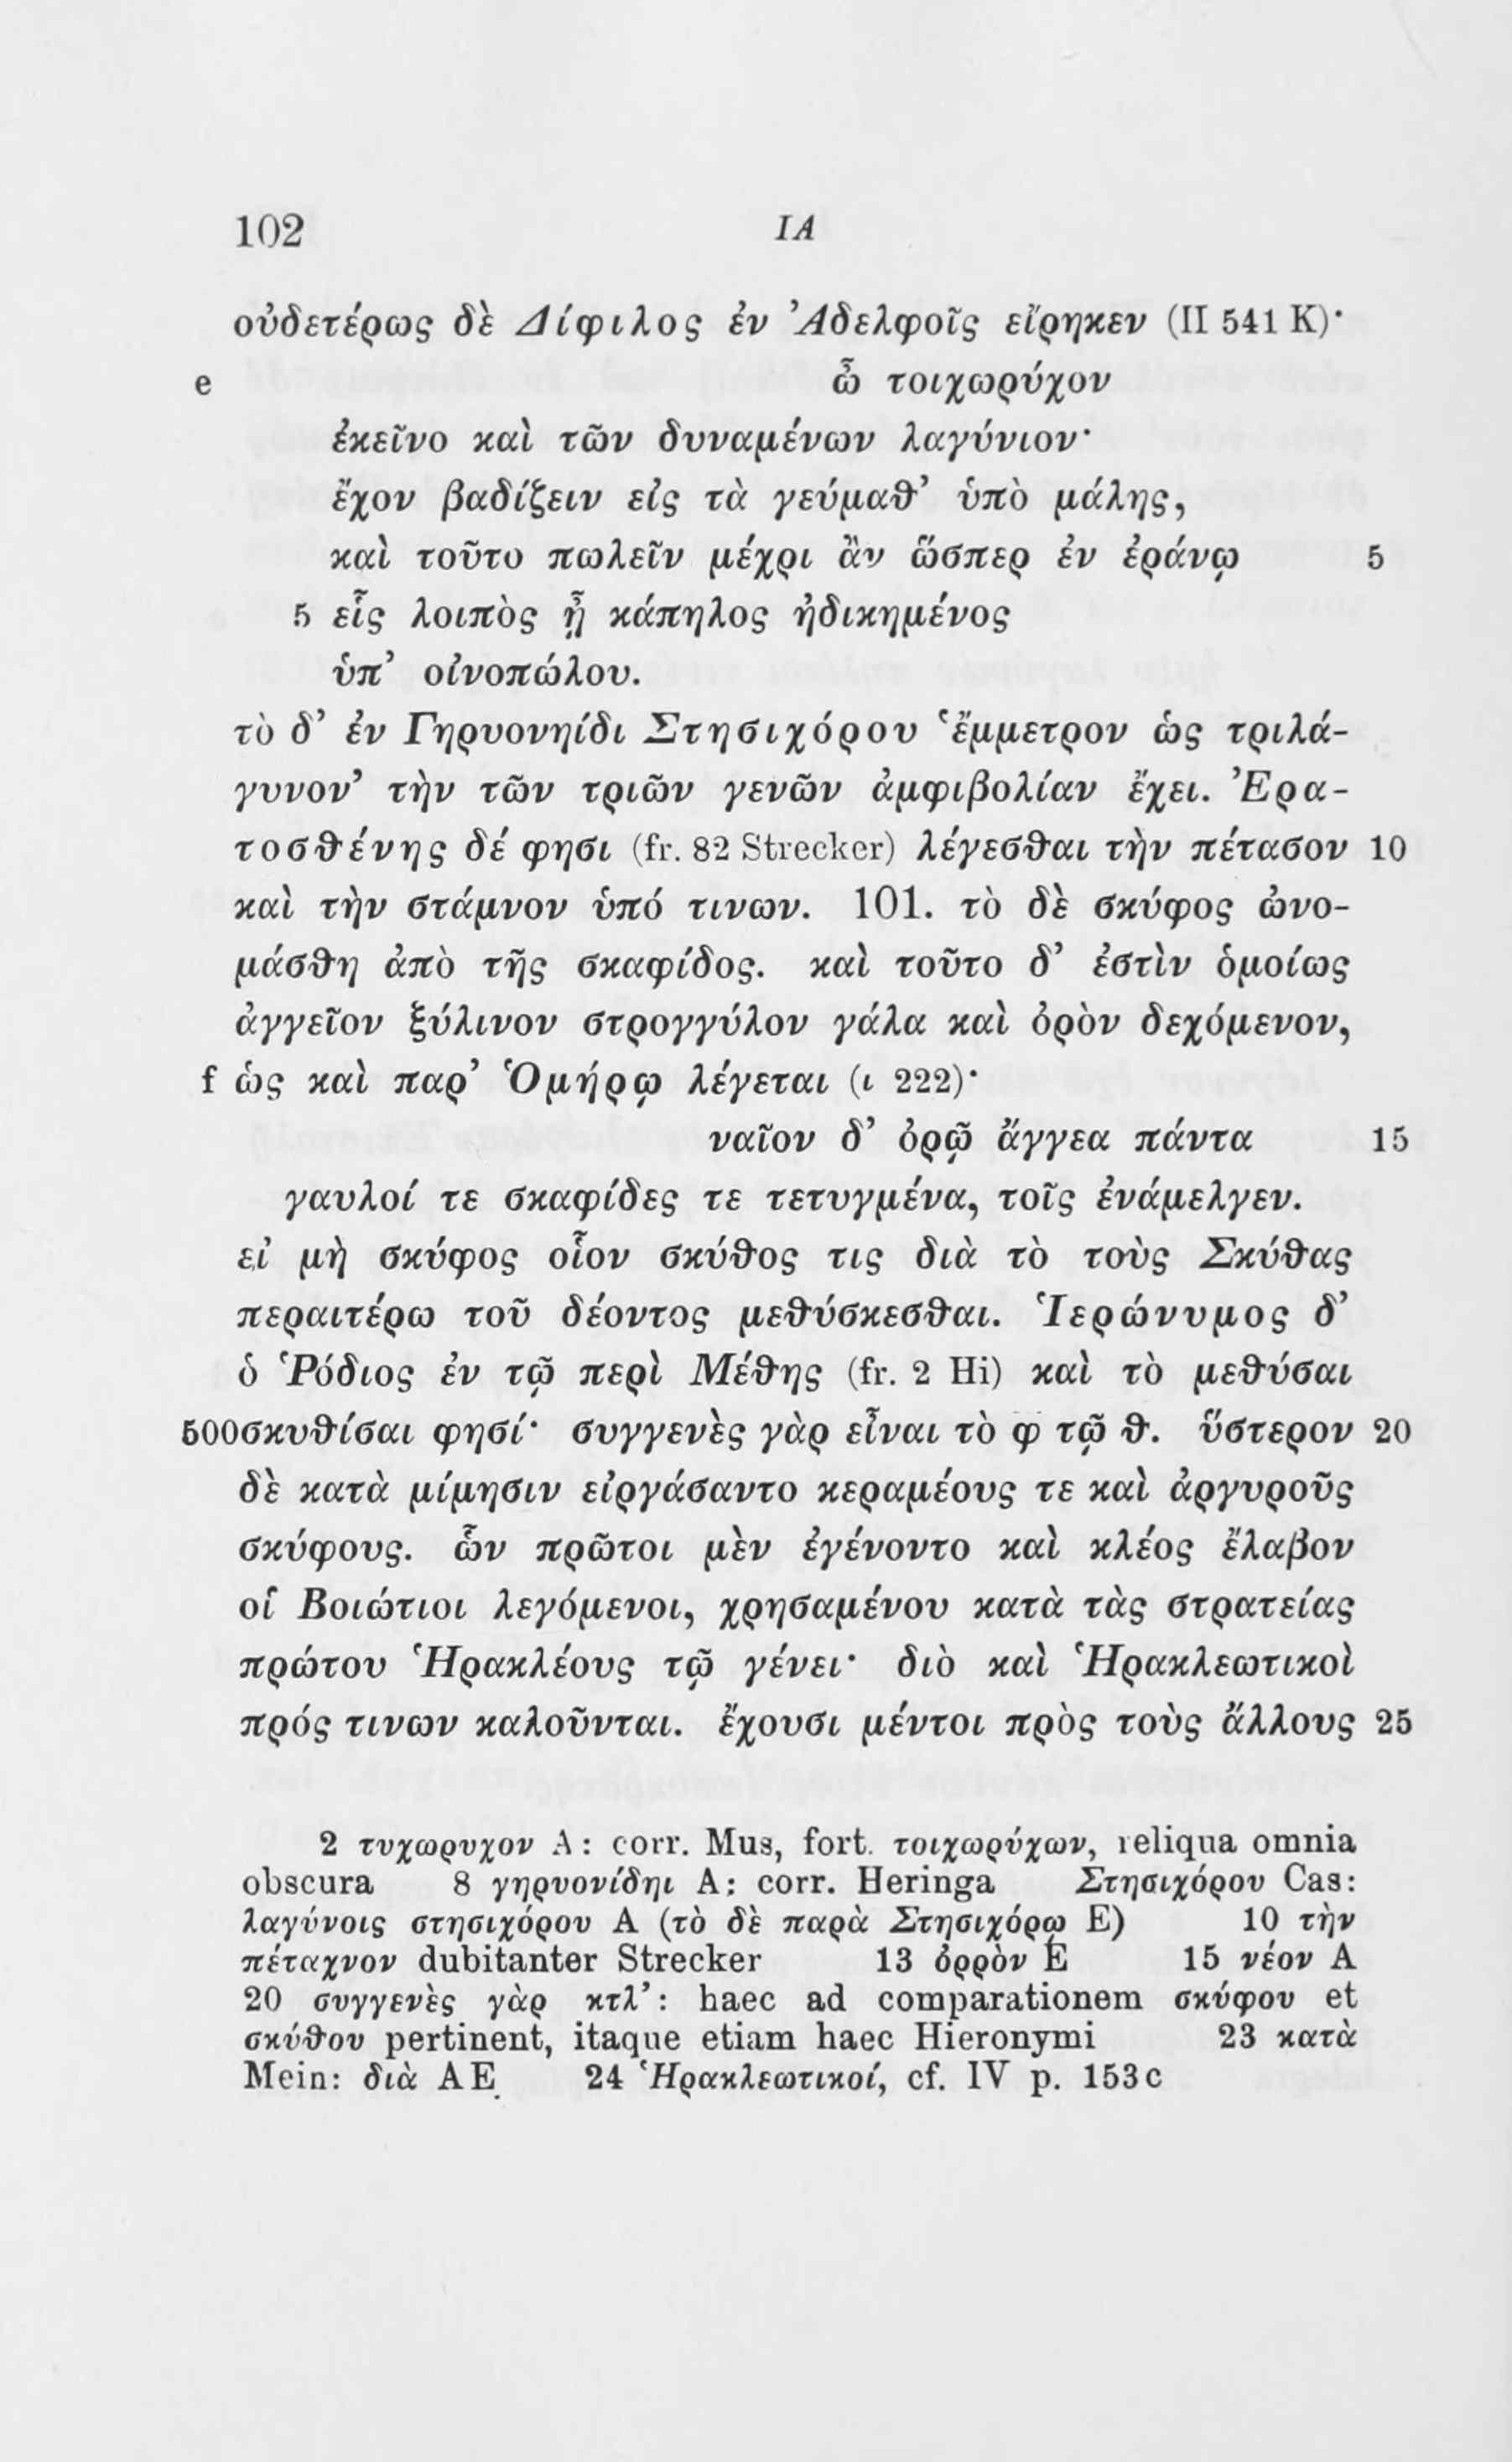 102 ΙΑ
οὐδετέρως δὲ Δίφιλος ἐν Ἀδελφοῖς εἴρηκεν (II 541 K)·
e ὦ τοιχωρύχον
ἐκεῖνο καὶ τῶν δυναμένων λαγύνιον·
ἔχον βαδίζειν εἰς τὰ γεύμαθ’ ὑπὸ μάλης,
καὶ τοῦτο πωλεῖν μέχρι ἂν ὥσπερ ἐν ἐράνῳ 5
5 εἷς λοιπὸς ᾖ κάπηλος ἠδικημένος
ὑπ’ οἰνοπώλου.
τὸ δ’ ἐν Γηρυονηίδι Στησιχόρου ‘ἔμμετρον ὡς τριλά-
γυνον’ τὴν τῶν τριῶν γενῶν ἀμφιβολίαν ἔχει. Ἐρα-
τοσθένης δέ φησι (fr. 82 Strecker) λέγεσθαι τὴν πέτασον 10
καὶ τὴν στάμνον ὑπό τινων. 101. τὸ δὲ σκύφος ὠνο-
μάσθη ἀπὸ τῆς σκαφίδος. καὶ τοῦτο δ’ ἐστὶν ὁμοίως
ἀγγεῖον ξύλινον στρογγύλον γάλα καὶ ὀρὸν δεχόμενον,
f ὡς καὶ παρ’ Ὁμήρῳ λέγεται (ι 222)·
ναῖον δ’ ὀρῷ ἄγγεα πάντα 15
γαυλοί τε σκαφίδες τε τετυγμένα, τοῖς ἐνάμελγεν.
εἰ μὴ σκύφος οἷον σκύθος τις διὰ τὸ τοὺς Σκύθας
περαιτέρω τοῦ δέοντος μεθύσκεσθαι. Ἱερώνυμος δ’
ὁ Ῥόδιος ἐν τῷ περὶ Μέθης (fr. 2 Hi) καὶ τὸ μεθύσαι
500σκυθίσαι φησί· συγγενὲς γὰρ εἶναι τὸ φ τῷ θ. ὕστερον 20
δὲ κατὰ μίμησιν εἰργάσαντο κεραμέους τε καὶ ἀργυροῦς
σκύφους. ὧν πρῶτοι μὲν ἐγένοντο καὶ κλέος ἔλαβον
οἱ Βοιώτιοι λεγόμενοι, χρησαμένου κατὰ τὰς στρατείας
πρώτου Ἡρακλέους τῷ γένει· διὸ καὶ Ἡρακλεωτικοὶ
πρός τινων καλοῦνται. ἔχουσι μέντοι πρὸς τοὺς ἄλλους 25
2 τυχωρυχον A: corr. Mus, fort. τοιχωρύχων, reliqua omnia
obscura 8 γηρυονίδηι A: corr. Heringa Στησιχόρου Cas:
λαγύνοις στησιχόρου A (τὸ δὲ παρὰ Στησιχόρῳ E) 10 τὴν
πέταχνον dubitanter Strecker 13 ὀρρὸν E 15 νέον A
20 συγγενὲς γὰρ κτλ’: haec ad comparationem σκύφου et
σκύθου pertinent, itaque etiam haec Hieronymi 23 κατὰ
Mein: διὰ AE 24 Ἡρακλεωτικοί, cf. IV p. 153c